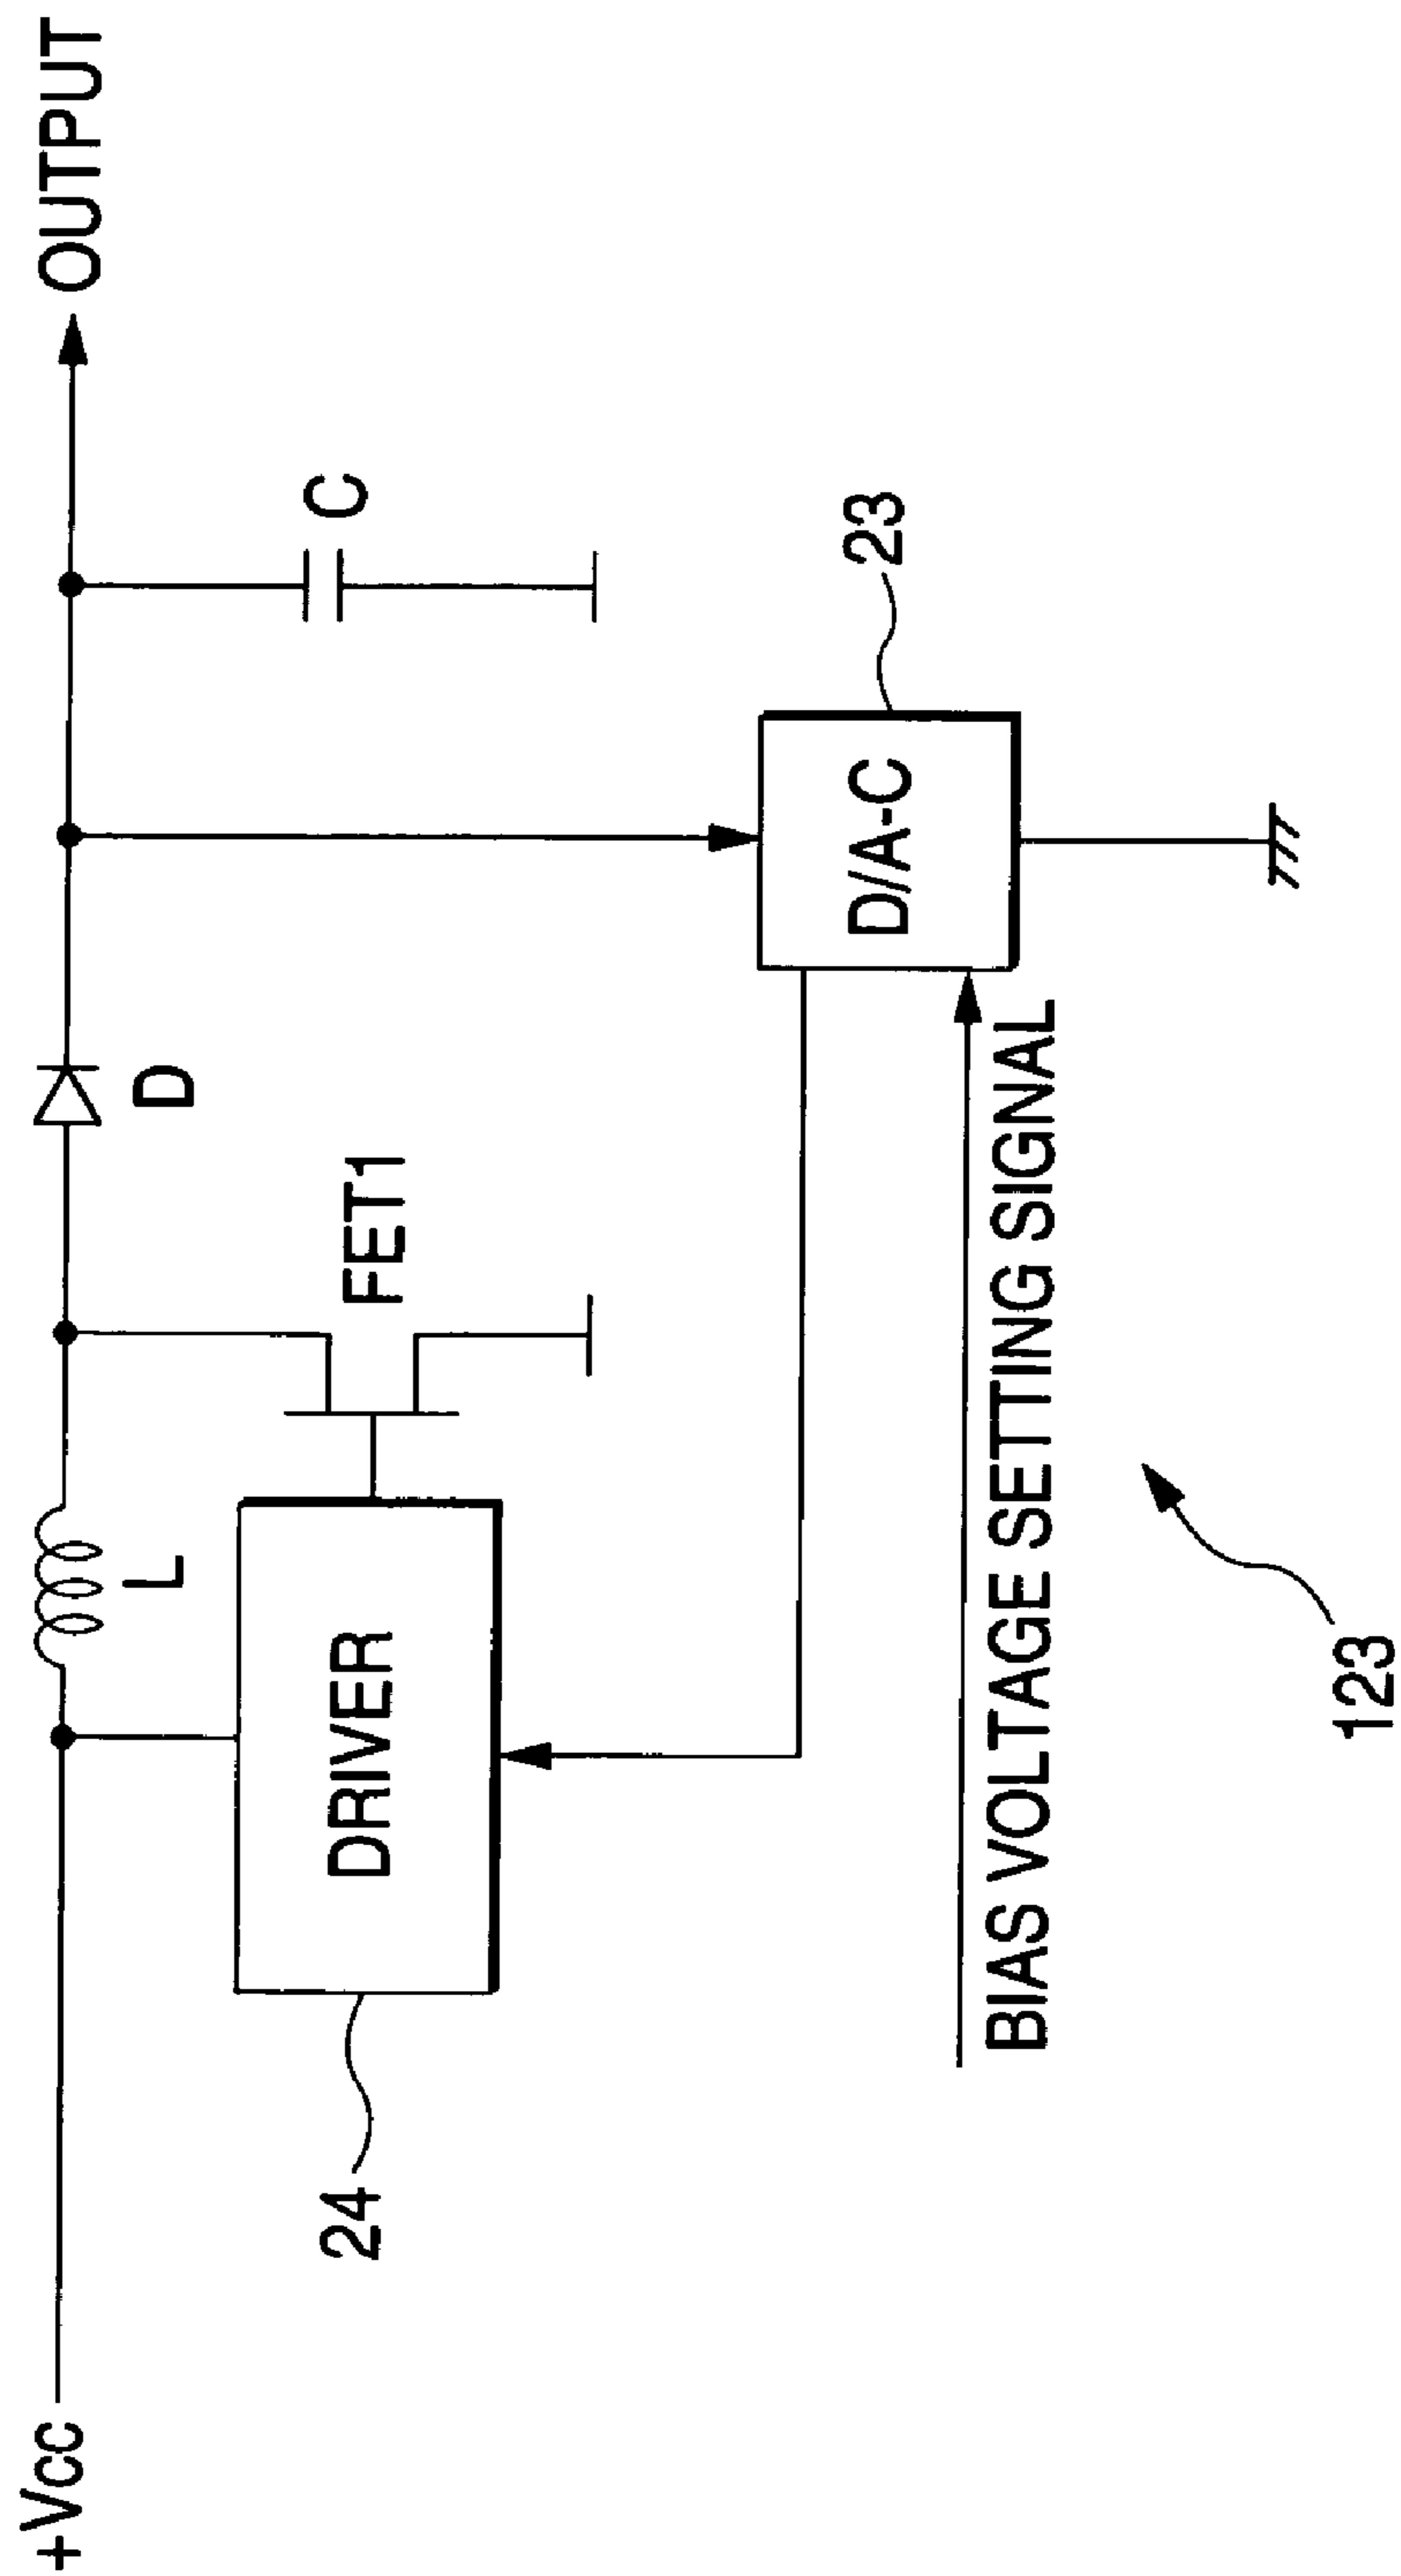 +Vcc
L
D
OUTPUT
C
FET1
DRIVER
24
23
D/A-C
BIAS VOLTAGE SETTING SIGNAL
123